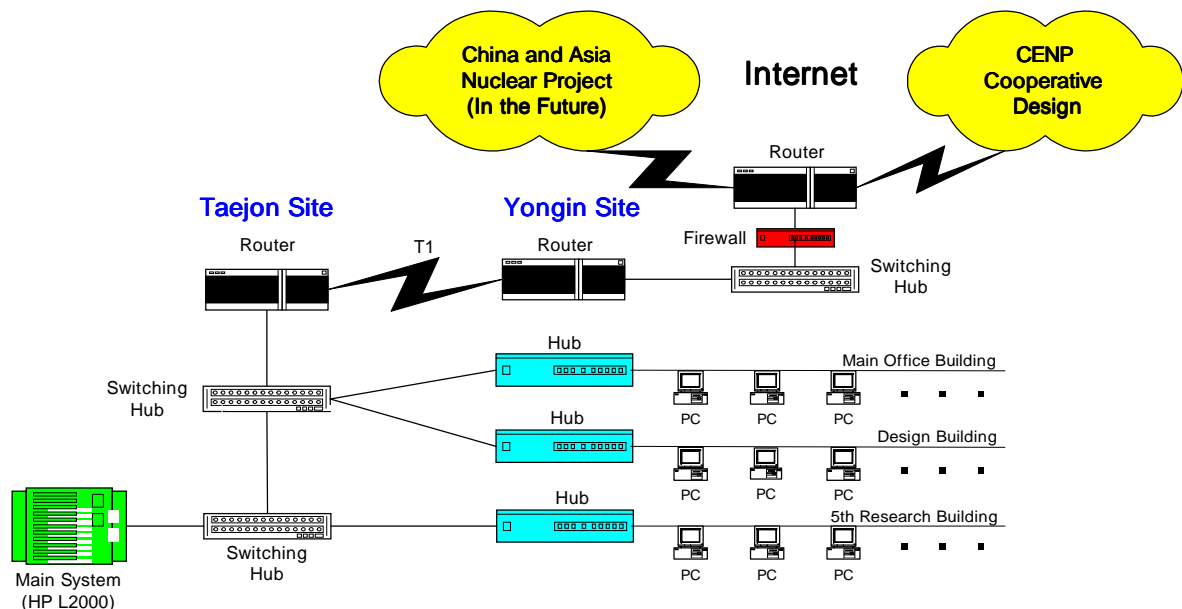 China and Asia
Nuclear Project
(In the Future)
Internet
CENP
Cooperative
Design
Router
Taejon Site
Yongin Site
Firewall
Router
T1
Router
Switching
Hub
Hub
Main Office Building
Switching
Hub
PC
PC
PC
Hub
Design Building
PC
PC
PC
Hub
5th Research Building
Switching
Hub
PC
PC
PC
Main System
(HP L2000)